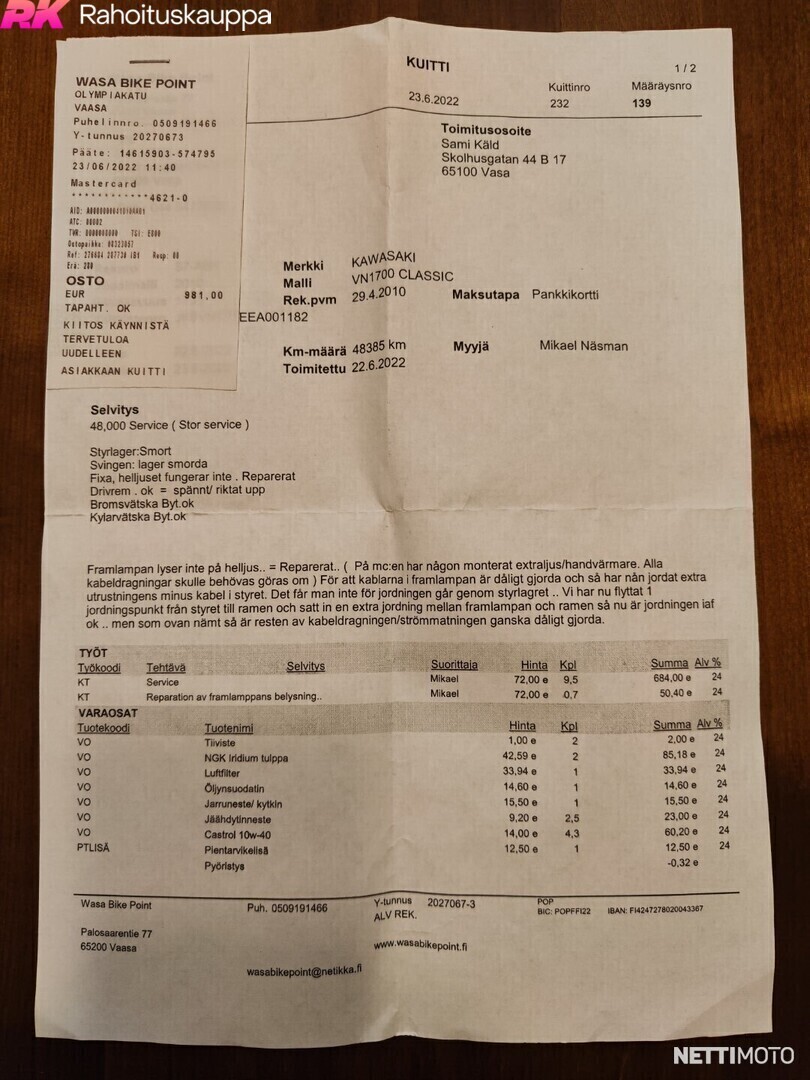 RK Rahoituskauppa
WASA BIKE POINT
OLYMPIAKATU
VAASA
Puhelinnro. 0509191466
Y-tunnus 20270673
Pääte: 14615903-574795
23/06/2022 11:40
Mastercard
************4621-0
ATC: 00002
OSTO
EUR 981,00
TAPAHT. OK
KIITOS KÄYNNISTÄ
TERVETULOA
UUDELLEEN
ASIAKKAAN KUITTI
KUITTI
1 / 2
23.6.2022
Kuittinro Määräysnro
232 139
Toimitusosoite
Sami Käld
Skolhusgatan 44 B 17
65100 Vasa
Merkki KAWASAKI
Malli VN1700 CLASSIC
Rek.pvm 29.4.2010 Maksutapa Pankkikortti
EEA001182
Km-määrä 48385 km Myyjä Mikael Näsman
Toimitettu 22.6.2022
Selvitys
48,000 Service ( Stor service )
Styrlager:Smort
Svingen: lager smorda
Fixa, helljuset fungerar inte . Reparerat
Drivrem . ok = spännt/ riktat upp
Bromsvätska Byt.ok
Kylarvätska Byt.ok
Framlampan lyser inte på helljus.. = Reparerat.. ( På mc:en har någon monterat extraljus/handvärmare. Alla
kabeldragningar skulle behövas göras om ) För att kablarna i framlampan är dåligt gjorda och så har nån jordat extra
utrustningens minus kabel i styret. Det får man inte för jordningen går genom styrlagret .. Vi har nu flyttat 1
jordningspunkt från styret till ramen och satt in en extra jordning mellan framlampan och ramen så nu är jordningen iaf
ok .. men som ovan nämt så är resten av kabeldragningen/strömmatningen ganska dåligt gjorda.
TYÖT
Työkoodi Tehtävä Selvitys Suorittaja Hinta Kpl Summa Alv %
KT Service Mikael 72,00 e 9,5 684,00 e 24
KT Reparation av framlamppans belysning.. Mikael 72,00 e 0,7 50,40 e 24
VARAOSAT
Tuotekoodi Tuotenimi Hinta Kpl Summa Alv %
VO Tiiviste 1,00 e 2 2,00 e 24
VO NGK Iridium tulppa 42,59 e 2 85,18 e 24
VO Luftfilter 33,94 e 1 33,94 e 24
VO Öljynsuodatin 14,60 e 1 14,60 e 24
VO Jarruneste/ kytkin 15,50 e 1 15,50 e 24
VO Jäähdytinneste 9,20 e 2,5 23,00 e 24
VO Castrol 10w-40 14,00 e 4,3 60,20 e 24
PTLISÄ Pientarvikelisä 12,50 e 1 12,50 e 24
Pyöristys -0,32 e
Wasa Bike Point Puh. 0509191466 Y-tunnus 2027067-3 POP
ALV REK. BIC: POPFFI22 IBAN: FI4247278020043367
Palosaarentie 77
65200 Vaasa www.wasabikepoint.fi
wasabikepoint@netikka.fi
NETTIMOTO